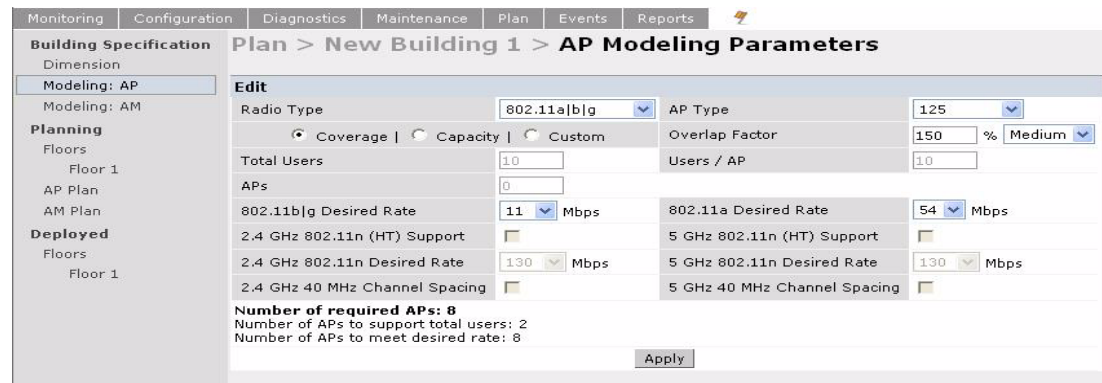 Monitoring Configuration Diagnostics Maintenance Plan Events Reports
Building Specification
Dimension
Modeling: AP
Modeling: AM
Planning
Floors
Floor 1
AP Plan
AM Plan
Deployed
Floors
Floor 1
Plan > New Building 1 > AP Modeling Parameters
Edit
Radio Type 802.11a|b|g AP Type 125
Coverage | Capacity | Custom Overlap Factor 150 % Medium
Total Users 10 Users / AP 10
APs 0
802.11b|g Desired Rate 11 Mbps 802.11a Desired Rate 54 Mbps
2.4 GHz 802.11n (HT) Support 5 GHz 802.11n (HT) Support
2.4 GHz 802.11n Desired Rate 130 Mbps 5 GHz 802.11n Desired Rate 130 Mbps
2.4 GHz 40 MHz Channel Spacing 5 GHz 40 MHz Channel Spacing
Number of required APs: 8
Number of APs to support total users: 2
Number of APs to meet desired rate: 8
Apply